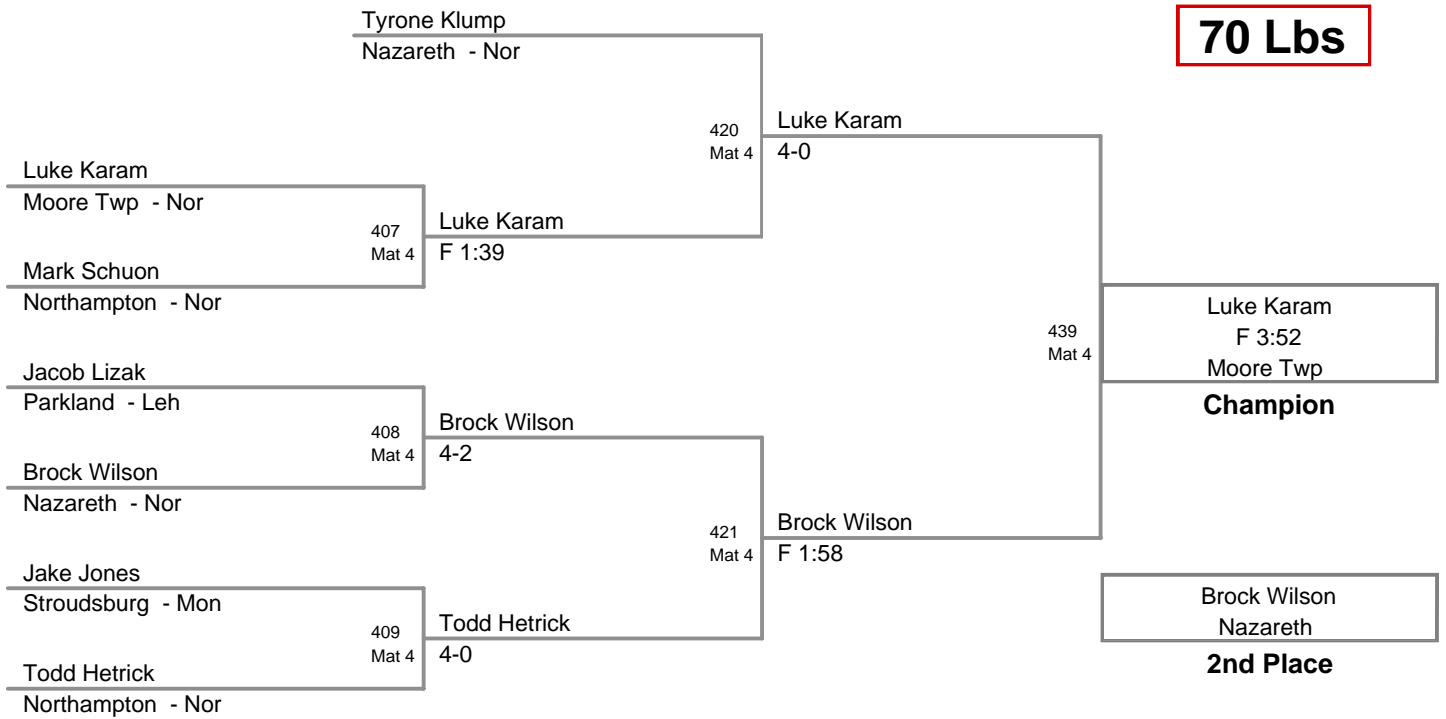 Tyrone Klump
Nazareth - Nor
70 Lbs
420
Mat 4
Luke Karam
4-0
Luke Karam
Moore Twp - Nor
407
Mat 4
Luke Karam
F 1:39
Mark Schuon
Northampton - Nor
439
Mat 4
Luke Karam
F 3:52
Moore Twp
Champion
Jacob Lizak
Parkland - Leh
408
Mat 4
Brock Wilson
4-2
Brock Wilson
Nazareth - Nor
421
Mat 4
Brock Wilson
F 1:58
Jake Jones
Stroudsburg - Mon
409
Mat 4
Todd Hetrick
4-0
Todd Hetrick
Northampton - Nor
Brock Wilson
Nazareth
2nd Place